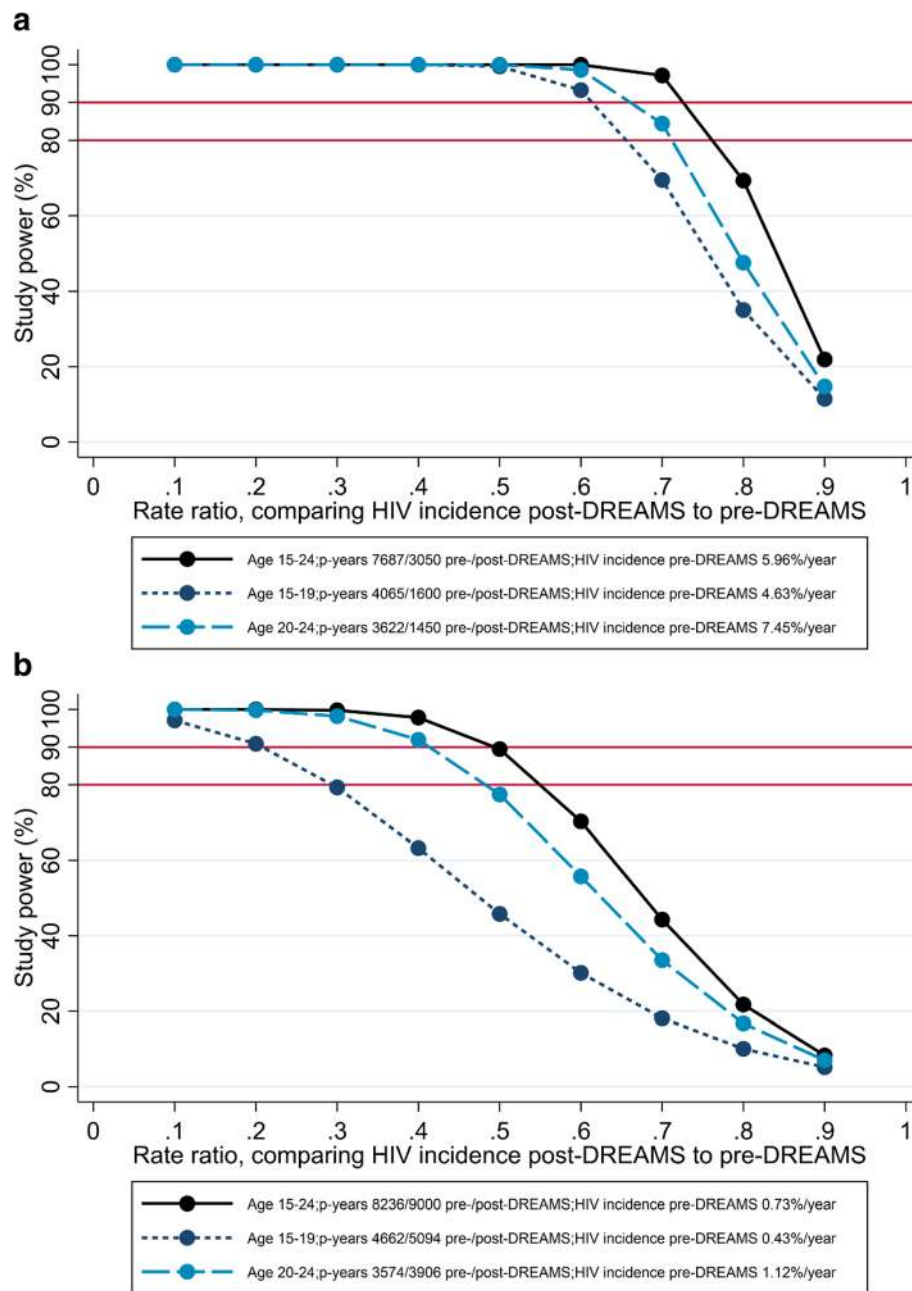 a
100
90
80
60
40
20
0
Study power (%)
0 .1 .2 .3 .4 .5 .6 .7 .8 .9 1
Rate ratio, comparing HIV incidence post-DREAMS to pre-DREAMS
Age 15-24;p-years 7687/3050 pre-/post-DREAMS;HIV incidence pre-DREAMS 5.96%/year
Age 15-19;p-years 4065/1600 pre-/post-DREAMS;HIV incidence pre-DREAMS 4.63%/year
Age 20-24;p-years 3622/1450 pre-/post-DREAMS;HIV incidence pre-DREAMS 7.45%/year
b
100
90
80
60
40
20
0
Study power (%)
0 .1 .2 .3 .4 .5 .6 .7 .8 .9 1
Rate ratio, comparing HIV incidence post-DREAMS to pre-DREAMS
Age 15-24;p-years 8236/9000 pre-/post-DREAMS;HIV incidence pre-DREAMS 0.73%/year
Age 15-19;p-years 4662/5094 pre-/post-DREAMS;HIV incidence pre-DREAMS 0.43%/year
Age 20-24;p-years 3574/3906 pre-/post-DREAMS;HIV incidence pre-DREAMS 1.12%/year